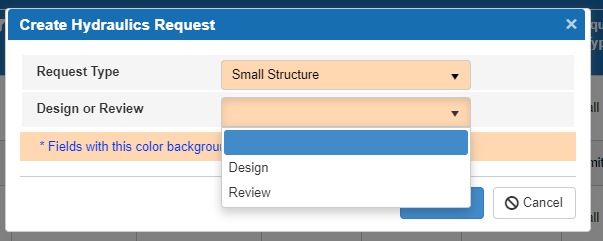 Create Hydraulics Request ×
Request Type Small Structure
Design or Review
* Fields with this color backgrou
Design
Review
Cancel